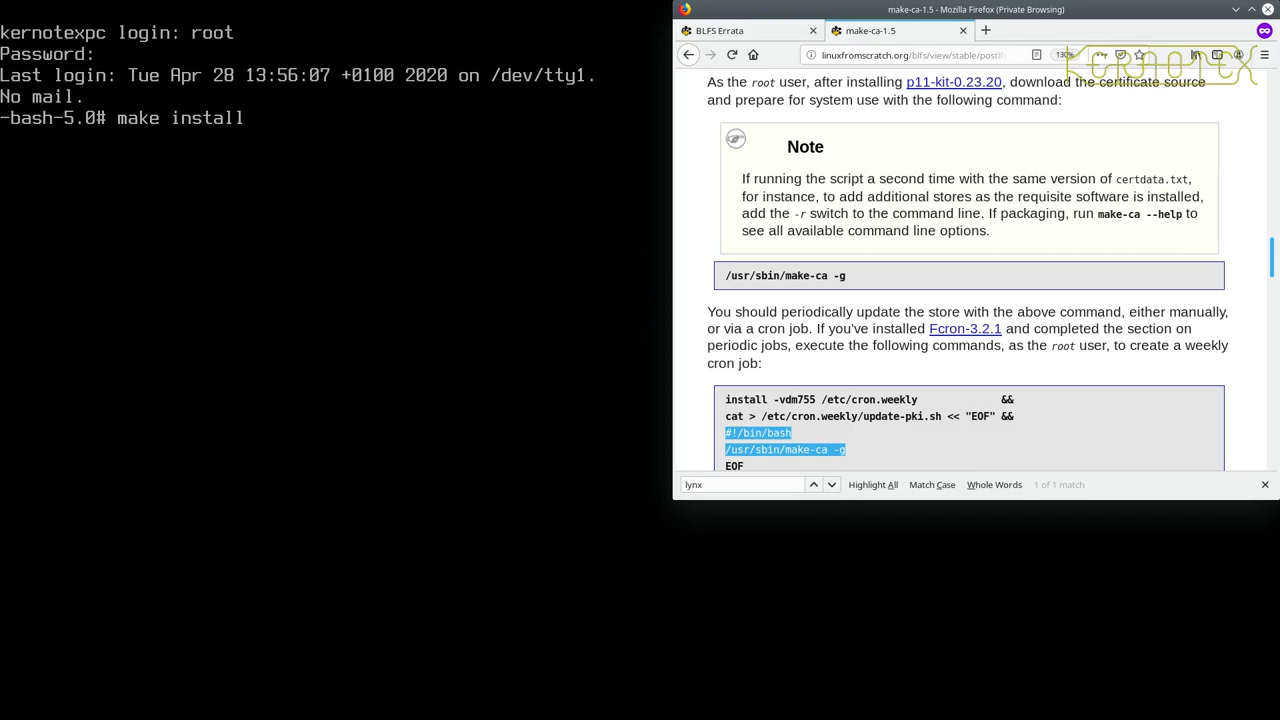 kernotexpc login: root
Password:
Last login: Tue Apr 28 13:56:07 +0100 2020 on /dev/tty1.
No mail.
-bash-5.0# make install
make-ca-1.5 - Mozilla Firefox (Private Browsing)
BLFS Errata
make-ca-1.5
linuxfromscratch.org/blfs/view/stable/postlfs
130%
KERNOTEX
As the root user, after installing p11-kit-0.23.20, download the certificate source
and prepare for system use with the following command:
Note
If running the script a second time with the same version of certdata.txt,
for instance, to add additional stores as the requisite software is installed,
add the -r switch to the command line. If packaging, run make-ca --help to
see all available command line options.
/usr/sbin/make-ca -g
You should periodically update the store with the above command, either manually,
or via a cron job. If you've installed Fcron-3.2.1 and completed the section on
periodic jobs, execute the following commands, as the root user, to create a weekly
cron job:
install -vdm755 /etc/cron.weekly &&
cat > /etc/cron.weekly/update-pki.sh << "EOF" &&
#!/bin/bash
/usr/sbin/make-ca -g
EOF
lynx
Highlight All
Match Case
Whole Words
1 of 1 match